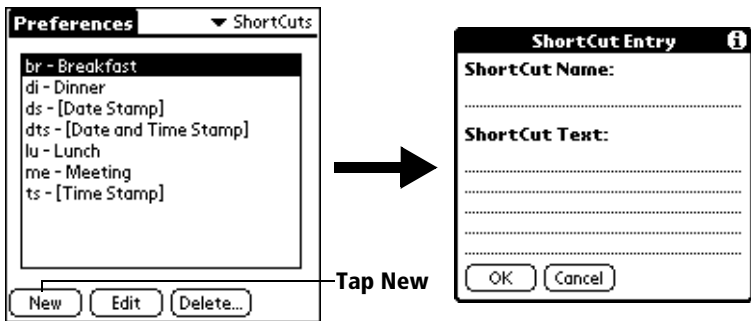 Preferences
ShortCuts
br - Breakfast
di - Dinner
ds - [Date Stamp]
dts - [Date and Time Stamp]
lu - Lunch
me - Meeting
ts - [Time Stamp]
New
Edit
Delete...
Tap New
ShortCut Entry
i
ShortCut Name:
ShortCut Text:
OK
Cancel